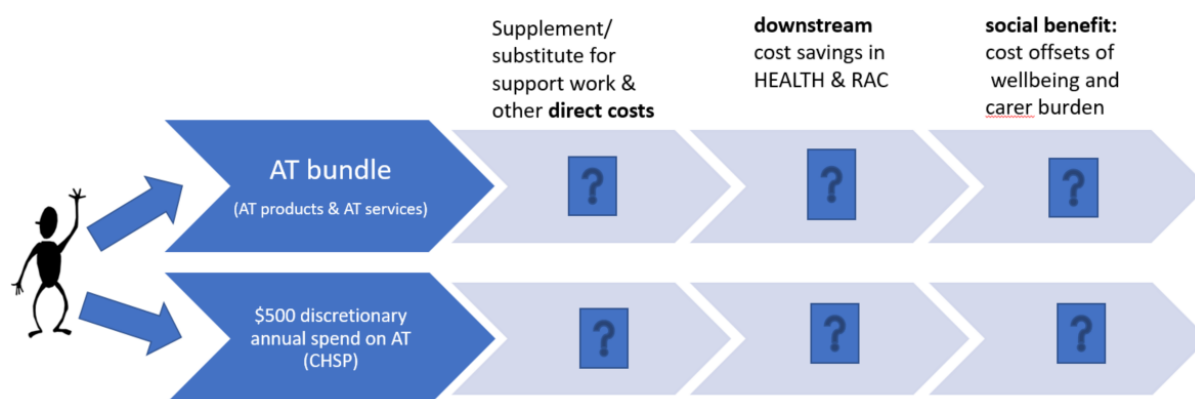 Supplement/
substitute for
support work &
other direct costs
downstream
cost savings in
HEALTH & RAC
social benefit:
cost offsets of
wellbeing and
carer burden
AT bundle
(AT products & AT services)
?
?
?
$500 discretionary
annual spend on AT
(CHSP)
?
?
?